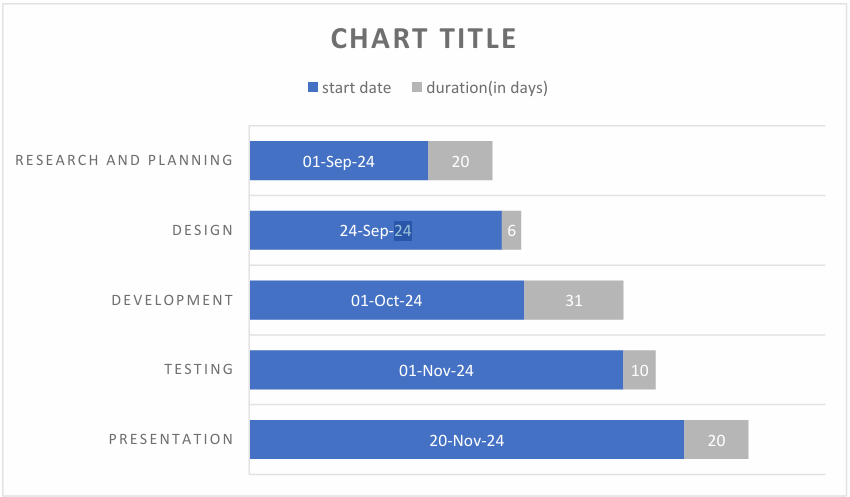 CHART TITLE
start date duration(in days)
RESEARCH AND PLANNING 01-Sep-24 20
DESIGN 24-Sep-24 6
DEVELOPMENT 01-Oct-24 31
TESTING 01-Nov-24 10
PRESENTATION 20-Nov-24 20